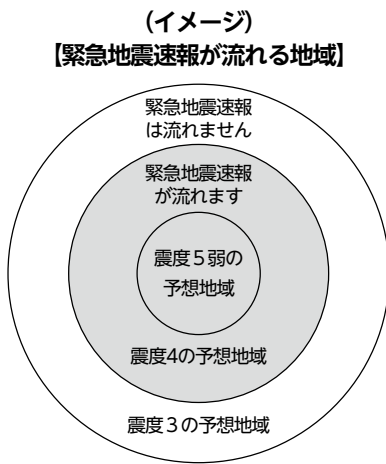 （イメージ）
【緊急地震速報が流れる地域】
緊急地震速報
は流れません
緊急地震速報
が流れます
震度５弱の
予想地域
震度4の予想地域
震度３の予想地域